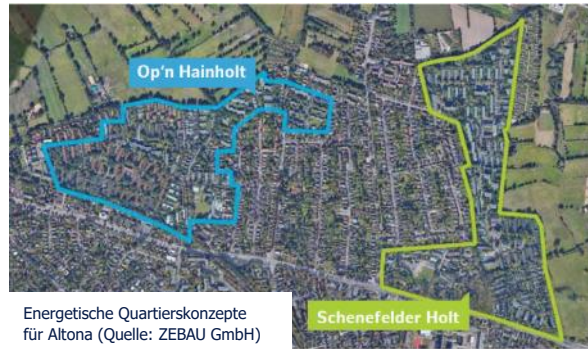 Op'n Hainholt
Schenefelder Holt
Energetische Quartierskonzepte
für Altona (Quelle: ZEBAU GmbH)